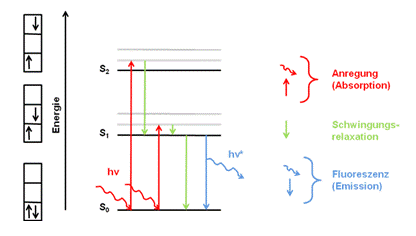 Energie
S2
S1
S0
hν
hν'
Anregung
(Absorption)
Schwingungs-
relaxation
Fluoreszenz
(Emission)